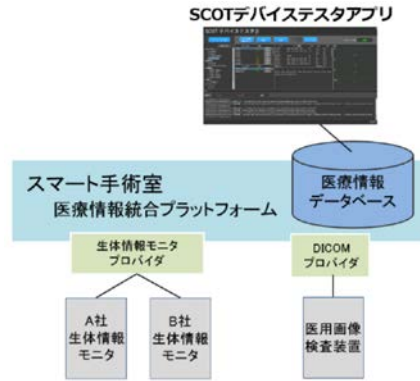 SCOTデバイステスタアプリ
SCOT デバイステスタ
スマート手術室
医療情報統合プラットフォーム
医療情報
データベース
生体情報モニタ
プロバイダ
DICOM
プロバイダ
A社
生体情報
モニタ
B社
生体情報
モニタ
医用画像
検査装置